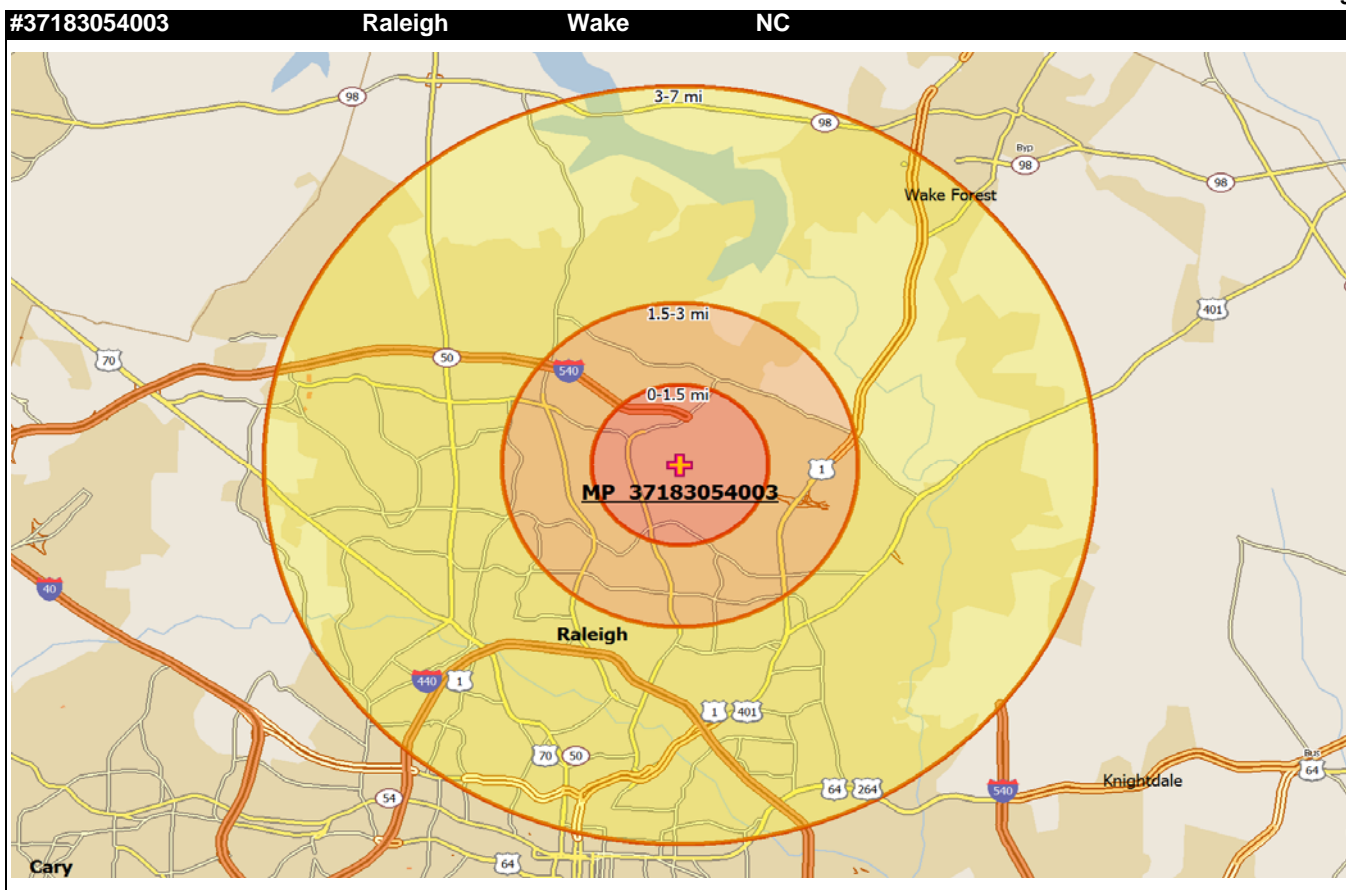 #37183054003 Raleigh Wake NC
3-7 mi
98
98
Byp
98
98
Wake Forest
401
1.5-3 mi
70
50
540
0-1.5 mi
1
MP 37183054003
40
Raleigh
440 1
1 401
70 50
54
64 264
540
Knightdale
Bus
64
64
Cary